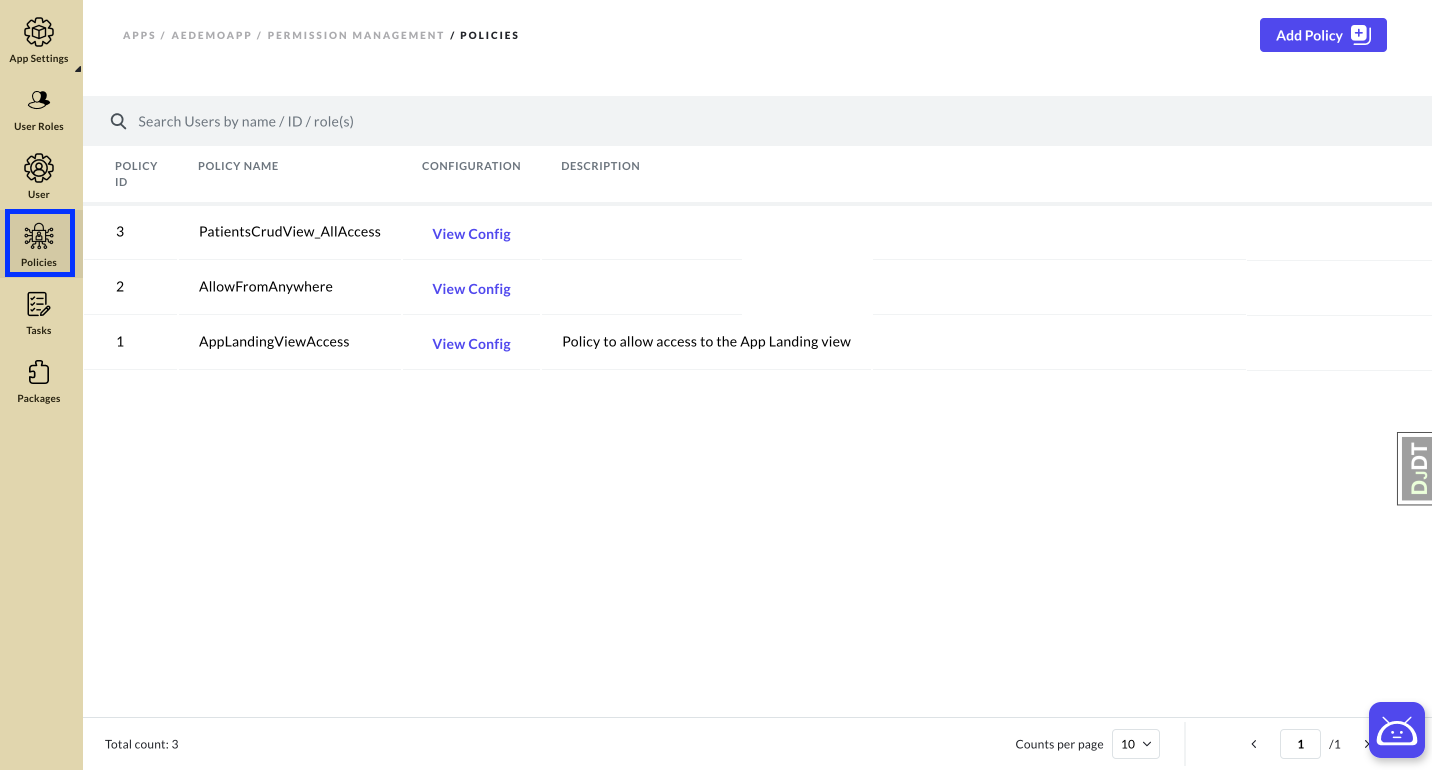 App Settings
User Roles
User
Policies
Tasks
Packages
APPS / AEDEMOAPP / PERMISSION MANAGEMENT / POLICIES
Add Policy
Search Users by name / ID / role(s)
POLICY ID POLICY NAME CONFIGURATION DESCRIPTION
3 PatientsCrudView_AllAccess View Config
2 AllowFromAnywhere View Config
1 AppLandingViewAccess View Config Policy to allow access to the App Landing view
DJDT
Total count: 3 Counts per page 10 1 /1